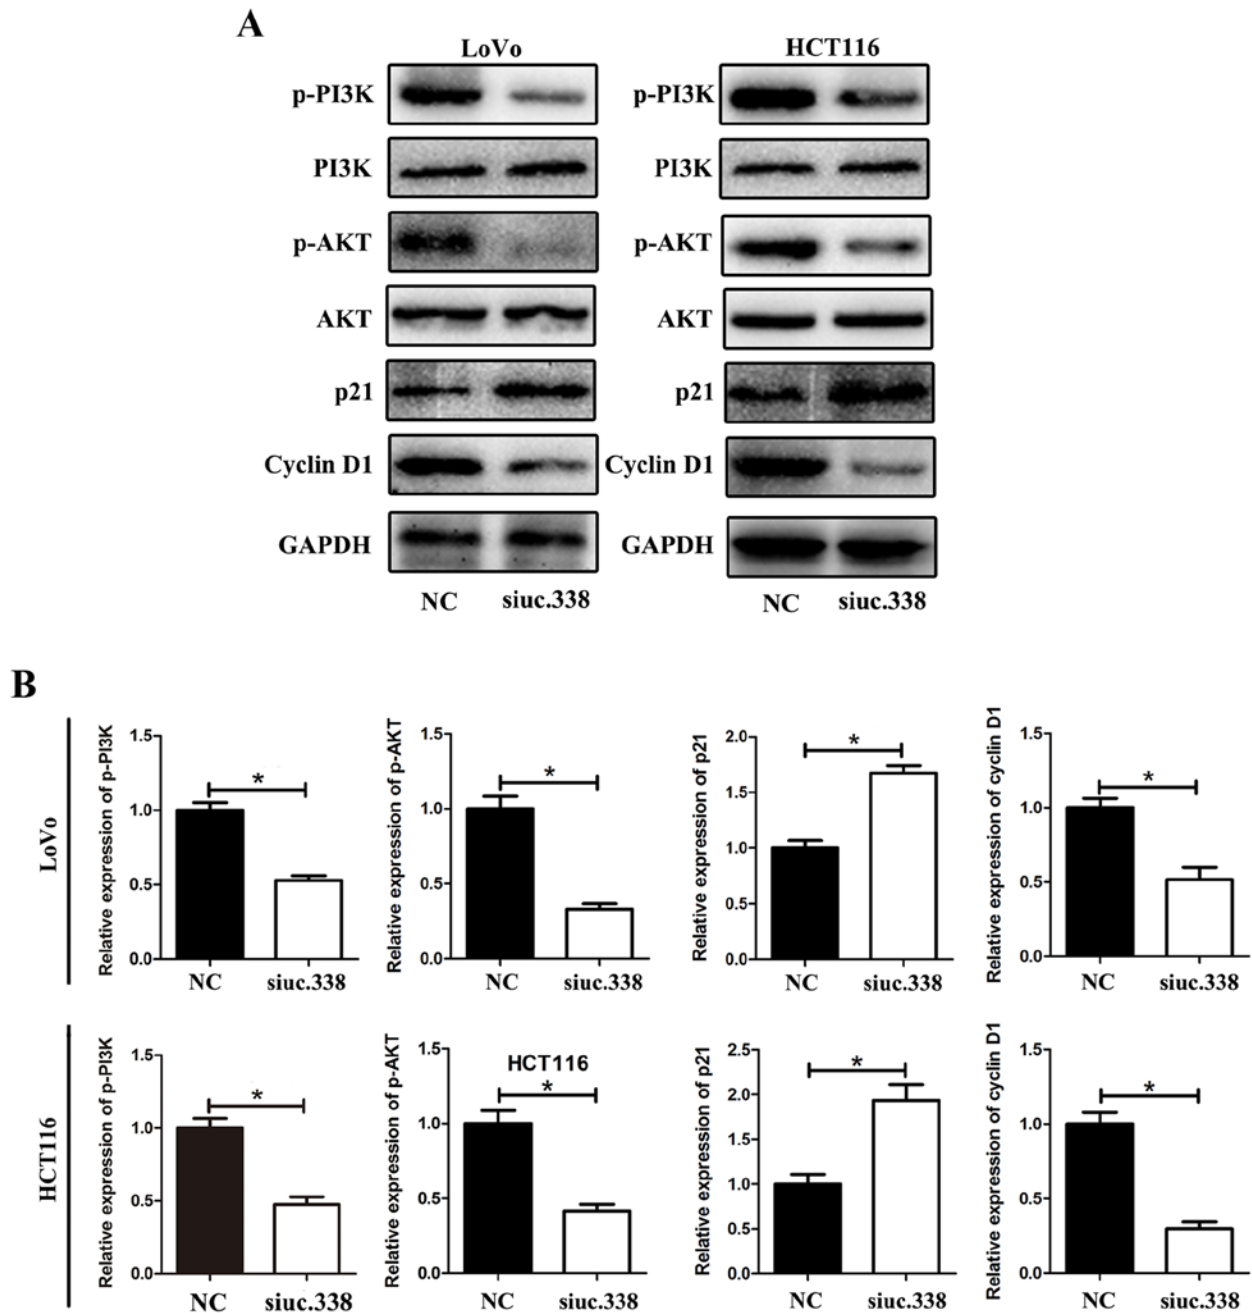 A
LoVo HCT116
p-PI3K p-PI3K
PI3K PI3K
p-AKT p-AKT
AKT AKT
p21 p21
Cyclin D1 Cyclin D1
GAPDH GAPDH
NC siuc.338 NC siuc.338
B
LoVo
Relative expression of p-PI3K
1.5
1.0
0.5
0.0
*
NC siuc.338
Relative expression of p-AKT
1.5
1.0
0.5
0.0
*
NC siuc.338
Relative expression of p21
2.0
1.5
1.0
0.5
0.0
*
NC siuc.338
Relative expression of cyclin D1
1.5
1.0
0.5
0.0
*
NC siuc.338
HCT116
Relative expression of p-PI3K
1.5
1.0
0.5
0.0
*
NC siuc.338
Relative expression of p-AKT
1.5
1.0
0.5
0.0
HCT116
*
NC siuc.338
Relative expression of p21
2.5
2.0
1.5
1.0
0.5
0.0
*
NC siuc.338
Relative expression of cyclin D1
1.5
1.0
0.5
0.0
*
NC siuc.338